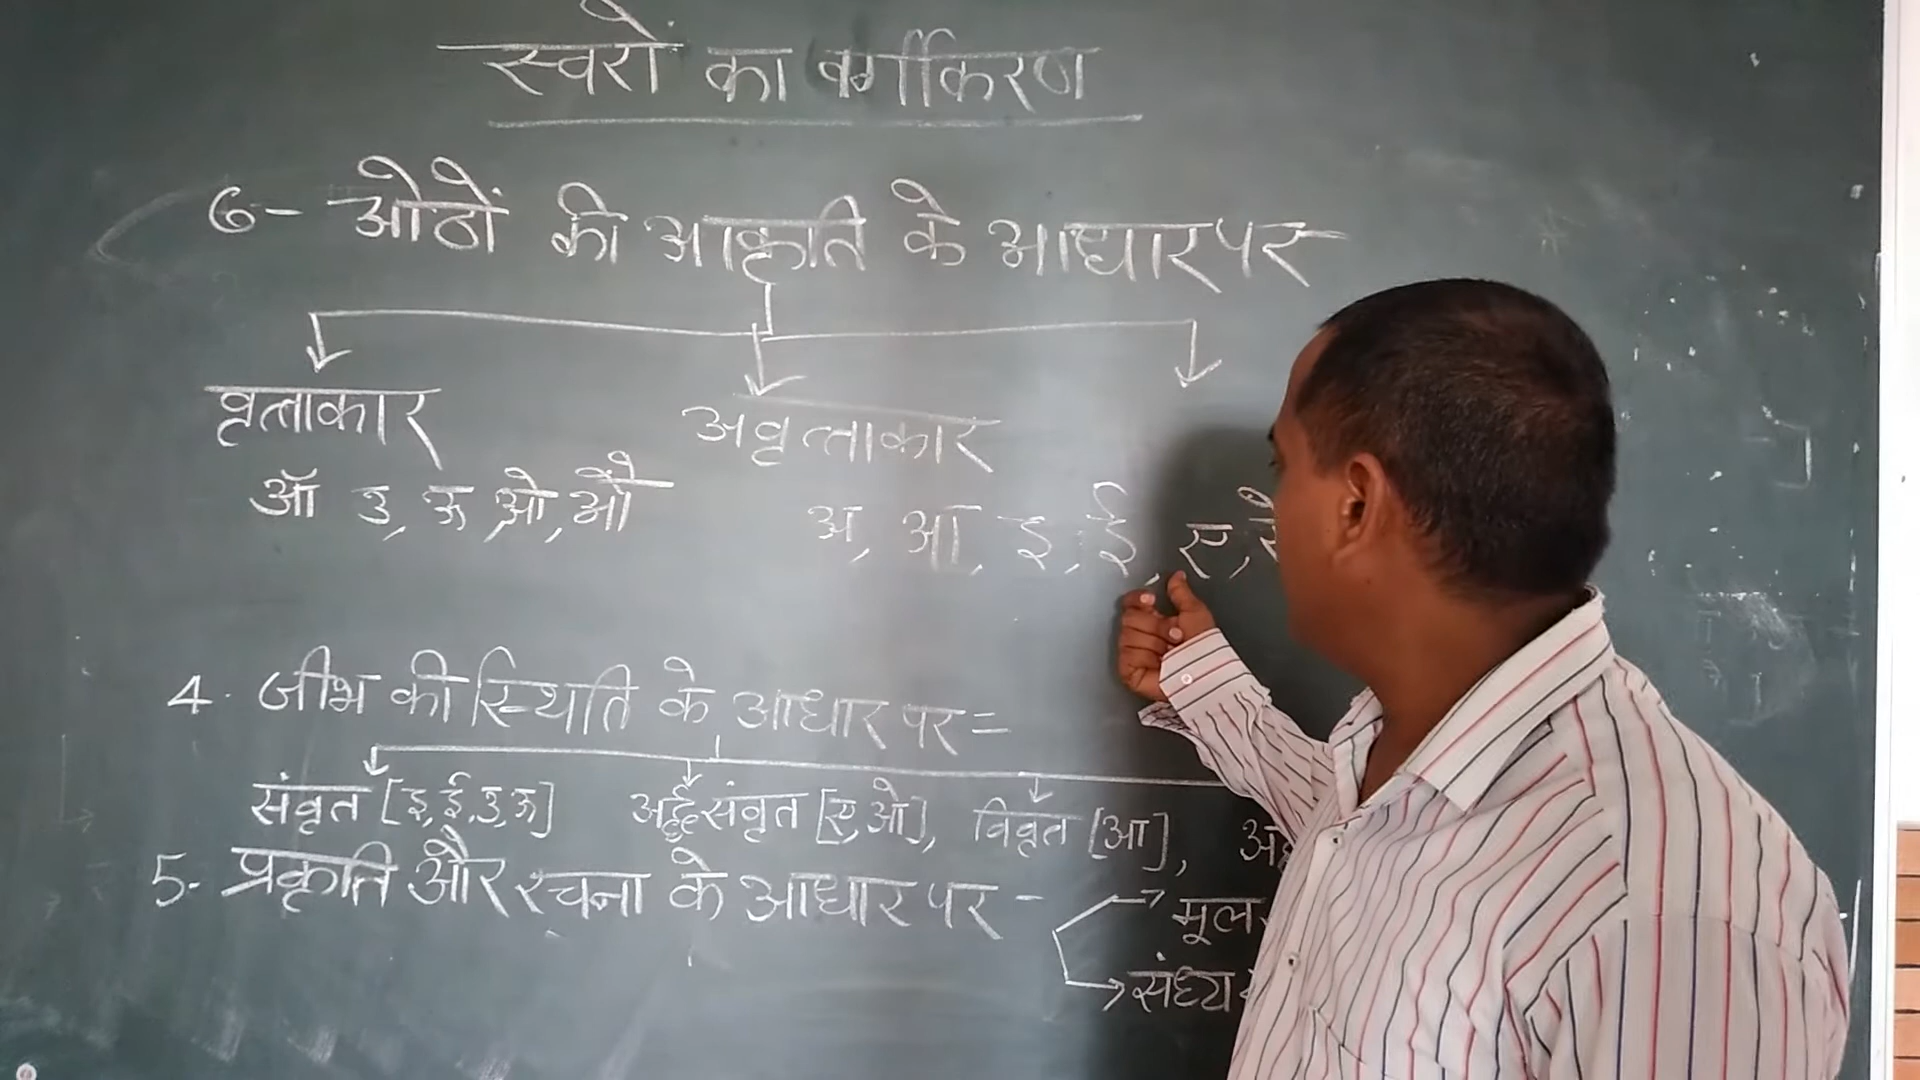 स्वरों का वर्गीकरण
6- ओठों की आकृति के आधार पर
वृत्ताकार अवृत्ताकार
ऑ उ, ऊ, ओ, औ अ, आ, इ, ई, ए,
4. जीभ की स्थिति के आधार पर =
संवृत [इ, ई, उ, ऊ] अर्द्धसंवृत [ए, ओ], विवृत [आ],
5- प्रकृति और रचना के आधार पर -
मूल
संध्य